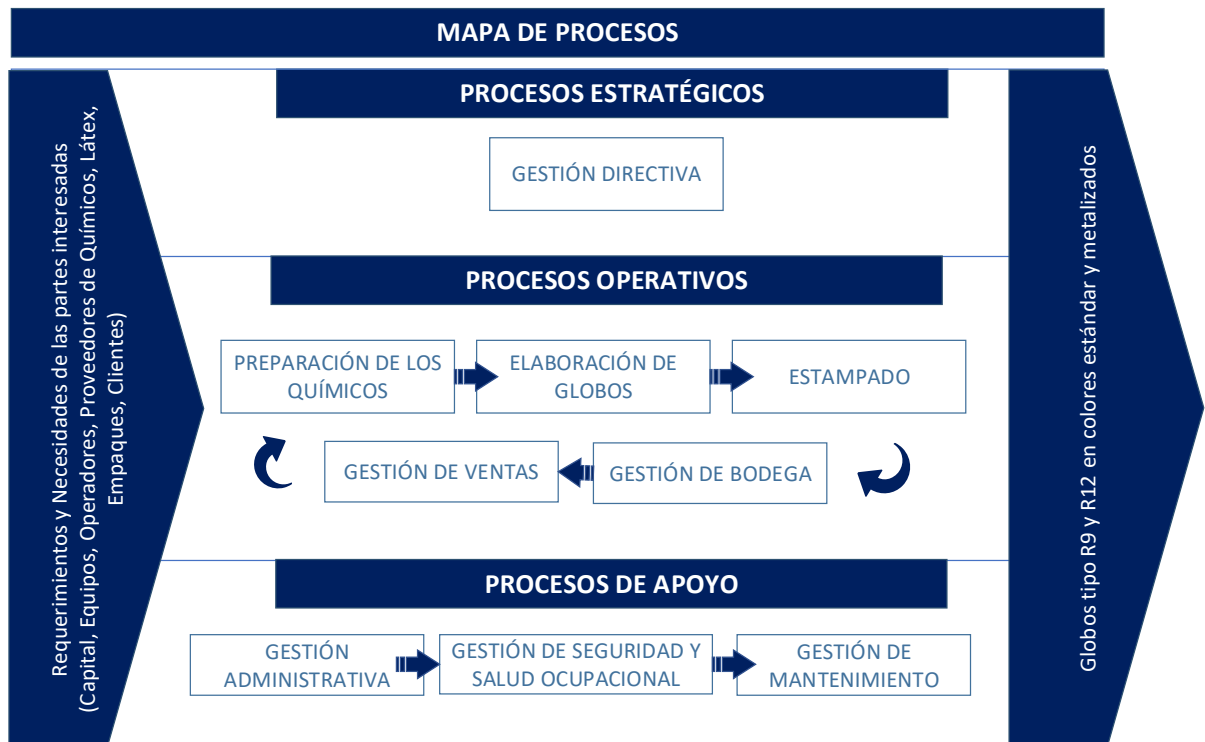 MAPA DE PROCESOS
Requerimientos y Necesidades de las partes interesadas
(Capital, Equipos, Operadores, Proveedores de Químicos, Látex,
Empaques, Clientes)
PROCESOS ESTRATÉGICOS
GESTIÓN DIRECTIVA
PROCESOS OPERATIVOS
PREPARACIÓN DE LOS
QUÍMICOS
ELABORACIÓN DE
GLOBOS
ESTAMPADO
GESTIÓN DE VENTAS
GESTIÓN DE BODEGA
PROCESOS DE APOYO
GESTIÓN
ADMINISTRATIVA
GESTIÓN DE SEGURIDAD Y
SALUD OCUPACIONAL
GESTIÓN DE
MANTENIMIENTO
Globos tipo R9 y R12 en colores estándar y metalizados